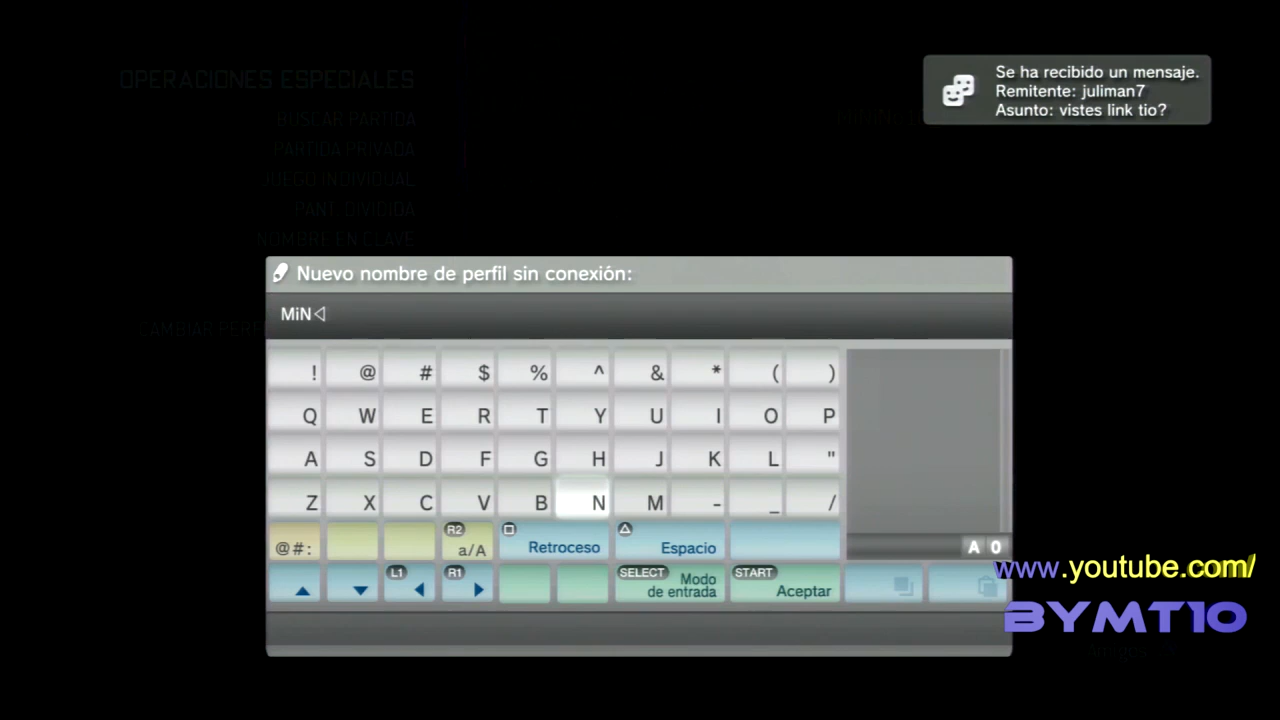 OPERACIONES ESPECIALES
BUSCAR PARTIDA
PARTIDA PRIVADA
JUEGO INDIVIDUAL
PANT. DIVIDIDA
NOMBRE EN CLAVE
Se ha recibido un mensaje.
Remitente: juliman7
Asunto: vistes link tio?
Nuevo nombre de perfil sin conexión:
MiN
! @ # $ % ^ & * ( )
Q W E R T Y U I O P
A S D F G H J K L "
Z X C V B N M - _ /
@#: R2 a/A Retroceso Espacio
A 0
L1 R1 SELECT Modo de entrada START Aceptar
www.youtube.com/
BYMT10
Amigos: